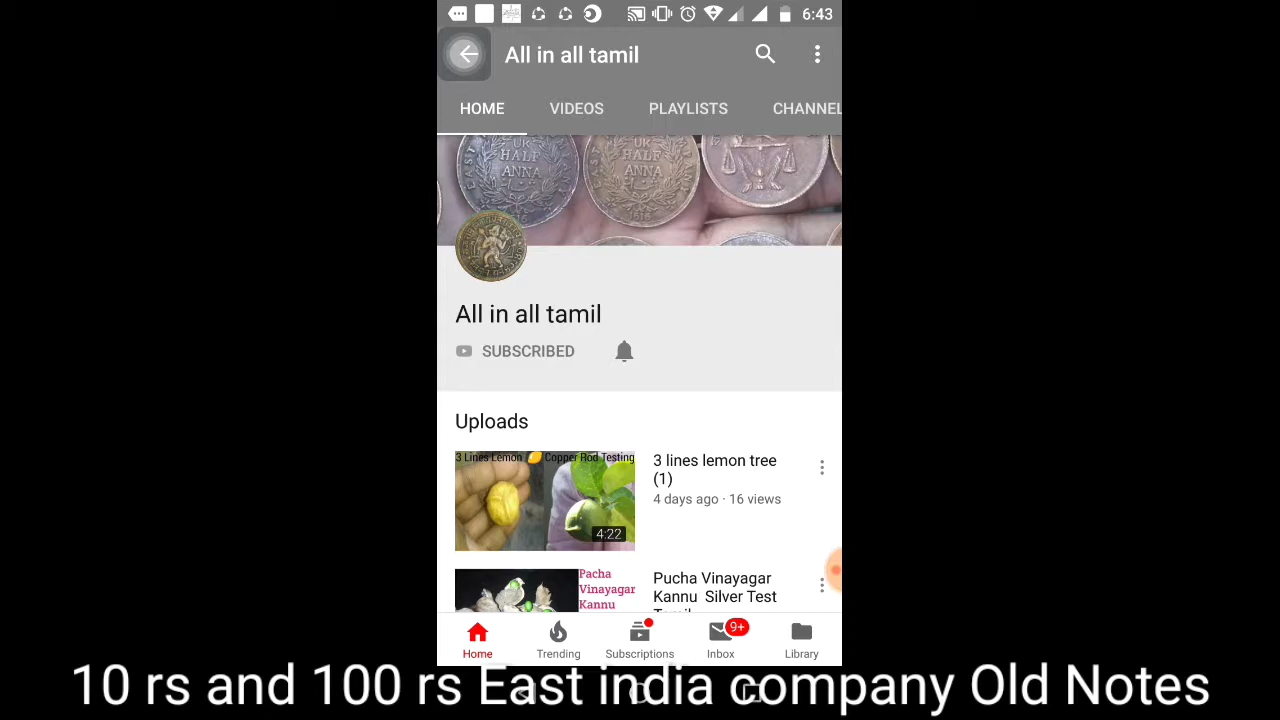 6:43
All in all tamil
HOME VIDEOS PLAYLISTS CHANNEL
EAST UK HALF ANNA
EAST UK HALF ANNA
All in all tamil
SUBSCRIBED
Uploads
3 Lines Lemon Copper Rod Testing
4:22
3 lines lemon tree
(1)
4 days ago · 16 views
Pacha
Vinayagar
Kannu
Pucha Vinayagar
Kannu Silver Test
Tamil
9+
Home Trending Subscriptions Inbox Library
10 rs and 100 rs East india company Old Notes